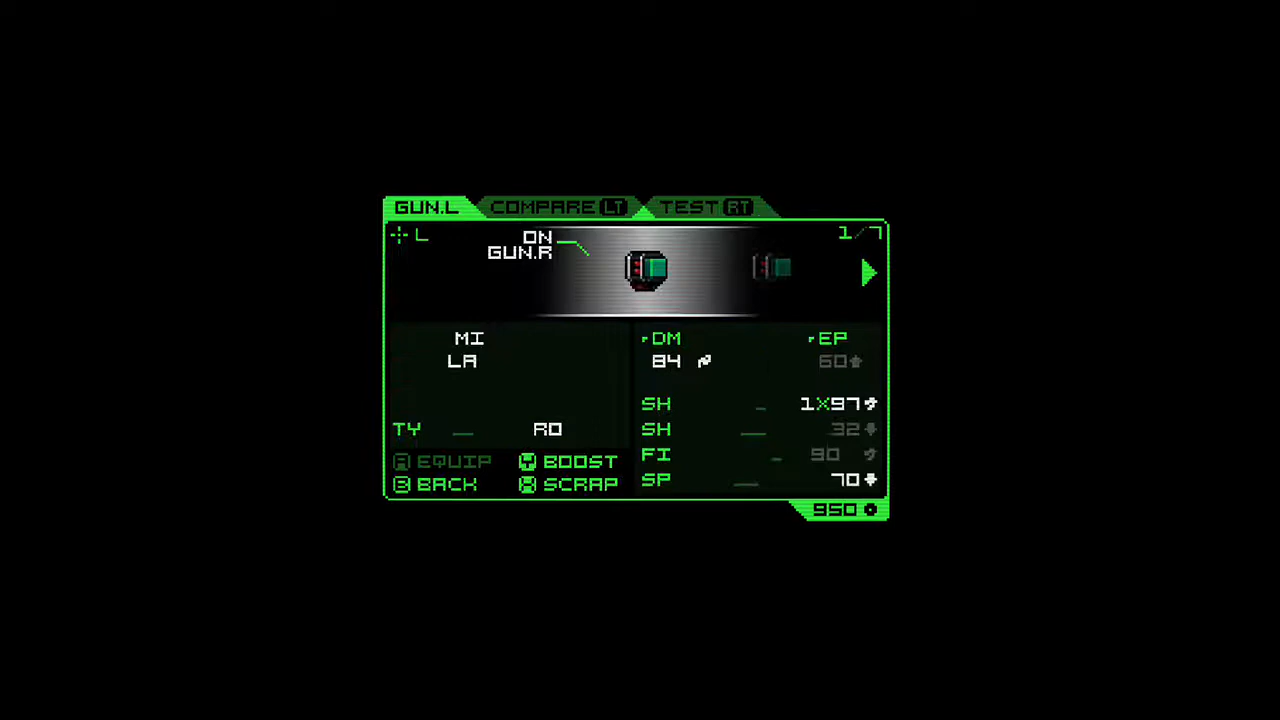 GUN.L COMPARE LT TEST RT
L ON 1/7
GUN.R
MI DM EP
LA 84 60
SH 1X97
TY RO SH 32
A EQUIP Y BOOST FI 90
B BACK X SCRAP SP 70
950